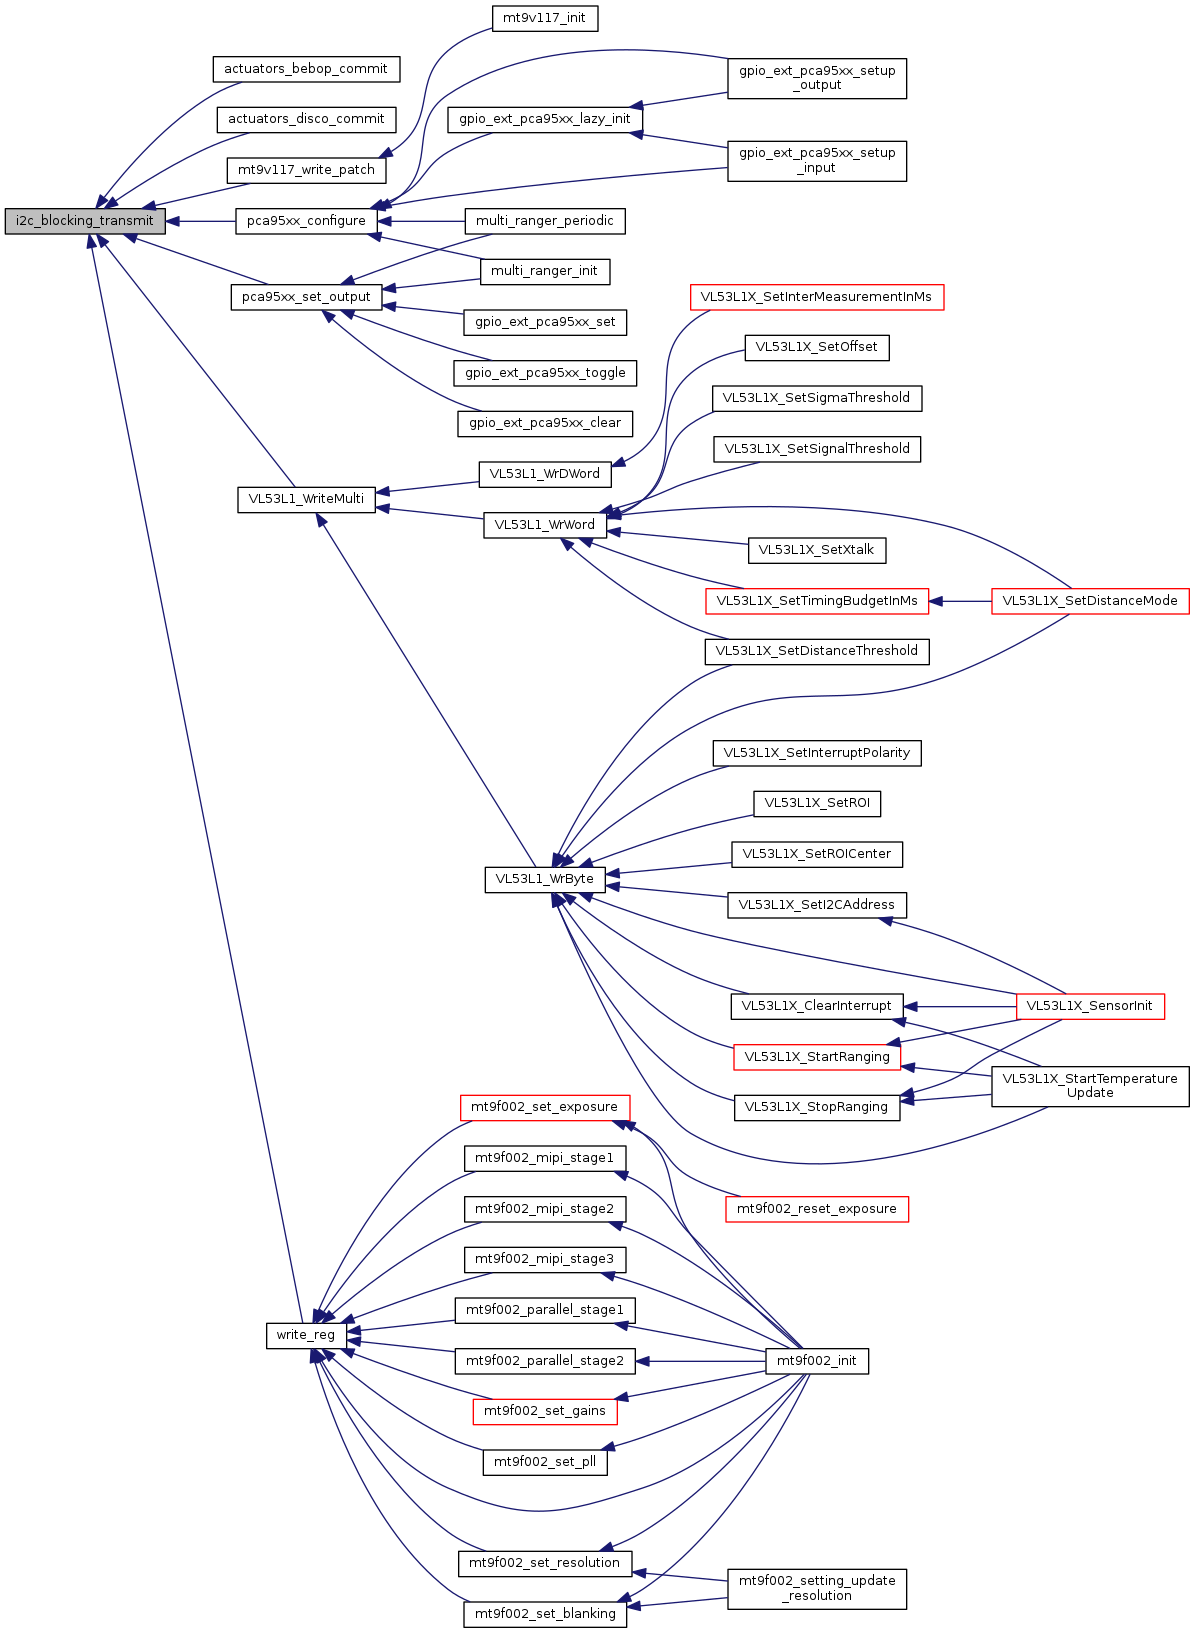 mt9v117_init
actuators_bebop_commit
gpio_ext_pca95xx_setup
_output
actuators_disco_commit
gpio_ext_pca95xx_lazy_init
mt9v117_write_patch
gpio_ext_pca95xx_setup
_input
i2c_blocking_transmit
pca95xx_configure
multi_ranger_periodic
multi_ranger_init
pca95xx_set_output
VL53L1X_SetInterMeasurementInMs
gpio_ext_pca95xx_set
VL53L1X_SetOffset
gpio_ext_pca95xx_toggle
VL53L1X_SetSigmaThreshold
gpio_ext_pca95xx_clear
VL53L1X_SetSignalThreshold
VL53L1_WrDWord
VL53L1_WriteMulti
VL53L1_WrWord
VL53L1X_SetXtalk
VL53L1X_SetTimingBudgetInMs
VL53L1X_SetDistanceMode
VL53L1X_SetDistanceThreshold
VL53L1X_SetInterruptPolarity
VL53L1X_SetROI
VL53L1X_SetROICenter
VL53L1_WrByte
VL53L1X_SetI2CAddress
VL53L1X_ClearInterrupt
VL53L1X_SensorInit
VL53L1X_StartRanging
VL53L1X_StartTemperature
Update
VL53L1X_StopRanging
mt9f002_set_exposure
mt9f002_mipi_stage1
mt9f002_reset_exposure
mt9f002_mipi_stage2
mt9f002_mipi_stage3
mt9f002_parallel_stage1
write_reg
mt9f002_parallel_stage2
mt9f002_init
mt9f002_set_gains
mt9f002_set_pll
mt9f002_set_resolution
mt9f002_setting_update
_resolution
mt9f002_set_blanking